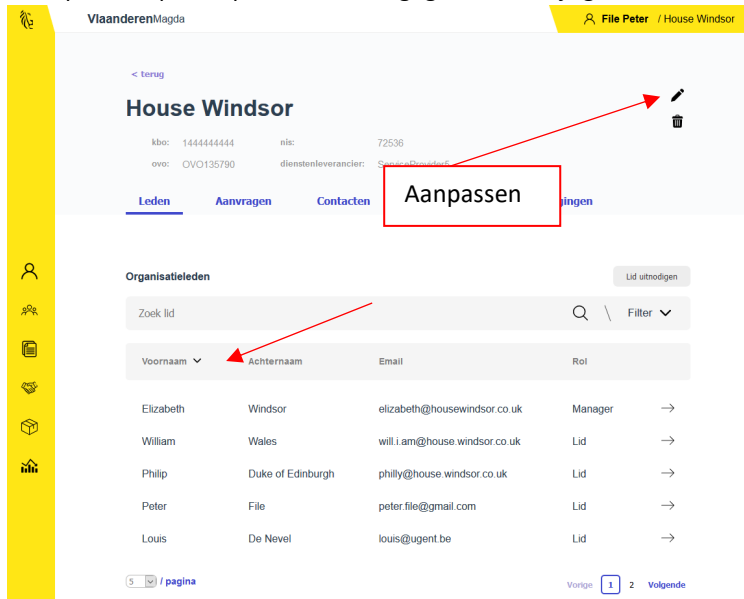 VlaanderenMagda
File Peter / House Windsor
< terug
House Windsor
kbo: 1444444444 nis: 72536
ovo: OVO135790 dienstenleverancier: ServiceProvider5
Aanpassen
Leden Aanvragen Contacten
Organisatieleden
Lid uitnodigen
Zoek lid
Filter
Voornaam Achternaam Email Rol
Elizabeth Windsor elizabeth@housewindsor.co.uk Manager
William Wales will.i.am@house.windsor.co.uk Lid
Philip Duke of Edinburgh philly@house.windsor.co.uk Lid
Peter File peter.file@gmail.com Lid
Louis De Nevel louis@ugent.be Lid
5 / pagina
Vorige 1 2 Volgende